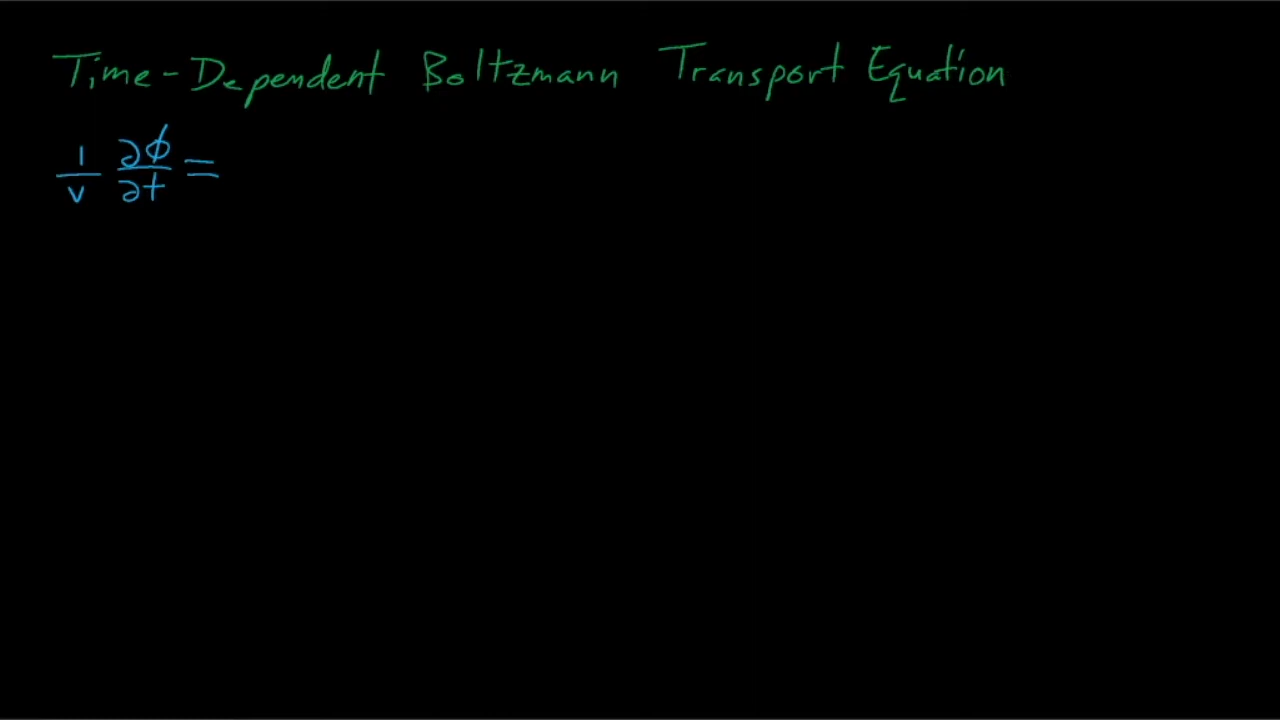 Time-Dependent Boltzmann Transport Equation
1/v ∂ϕ/∂t =